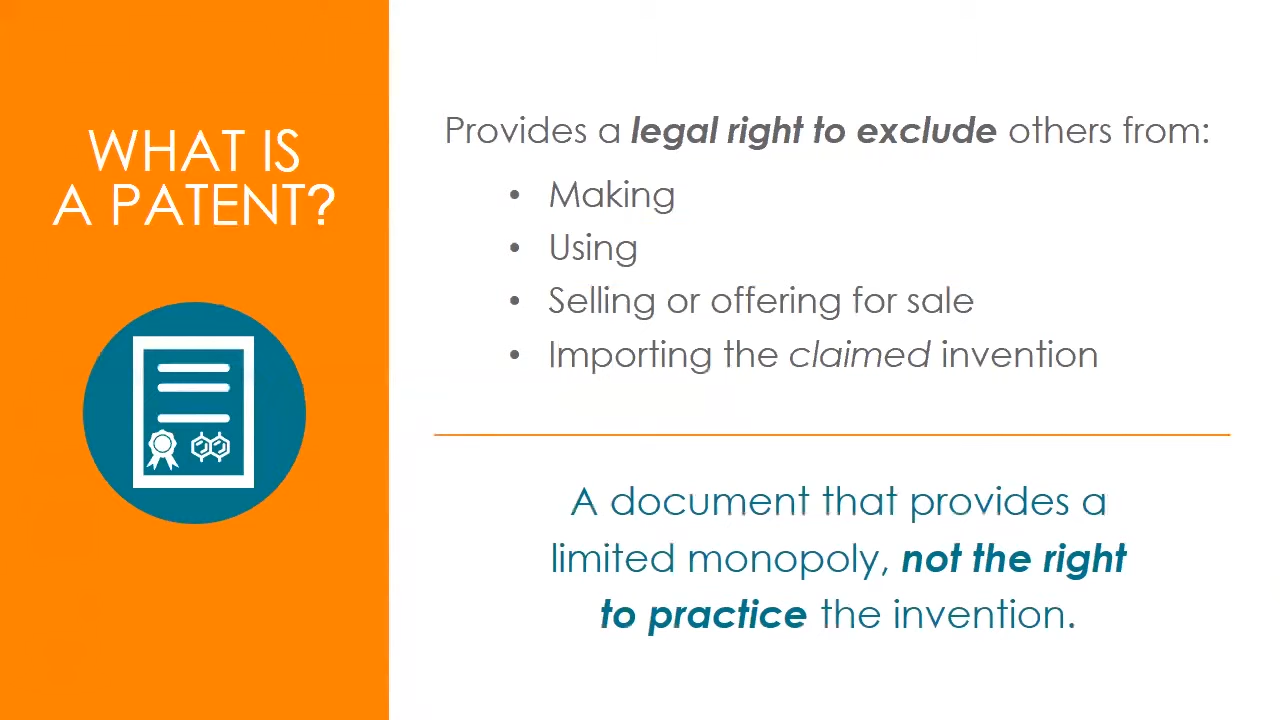 WHAT IS
A PATENT?
Provides a legal right to exclude others from:
• Making
• Using
• Selling or offering for sale
• Importing the claimed invention
A document that provides a
limited monopoly, not the right
to practice the invention.